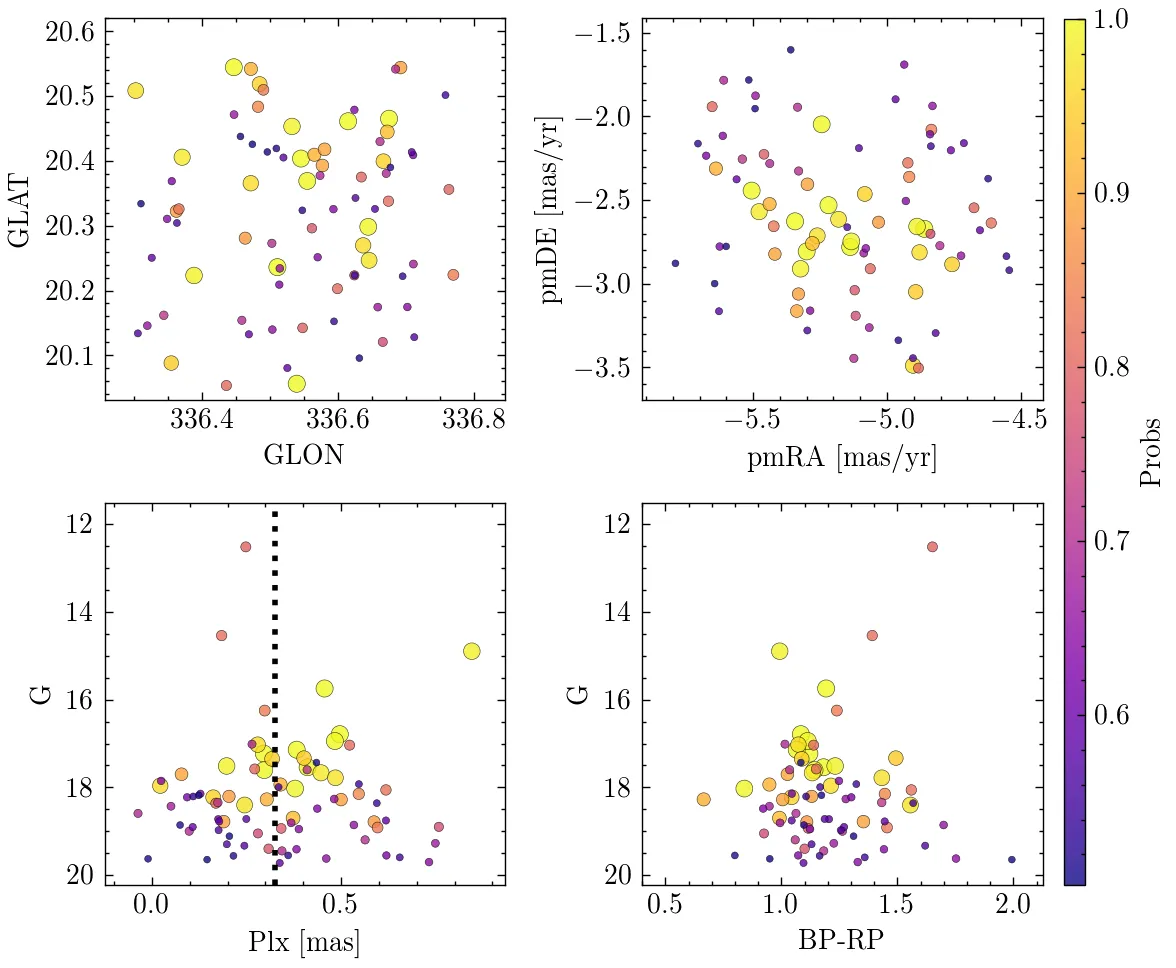 20.6
20.5
20.4
20.3
20.2
20.1
GLAT
336.4 336.6 336.8
GLON
−1.5
−2.0
−2.5
−3.0
−3.5
pmDE [mas/yr]
−5.5 −5.0 −4.5
pmRA [mas/yr]
12
14
16
18
20
G
0.0 0.5
Plx [mas]
12
14
16
18
20
G
0.5 1.0 1.5 2.0
BP-RP
1.0
0.9
0.8
0.7
0.6
Probs